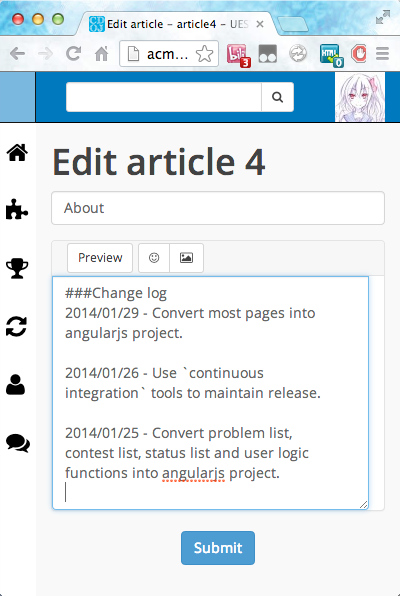 Edit article – article4 – UES
acm...
3
0
Edit article 4
About
Preview
###Change log
2014/01/29 - Convert most pages into
angularjs project.
2014/01/26 - Use `continuous
integration` tools to maintain release.
2014/01/25 - Convert problem list,
contest list, status list and user logic
functions into angularjs project.
Submit